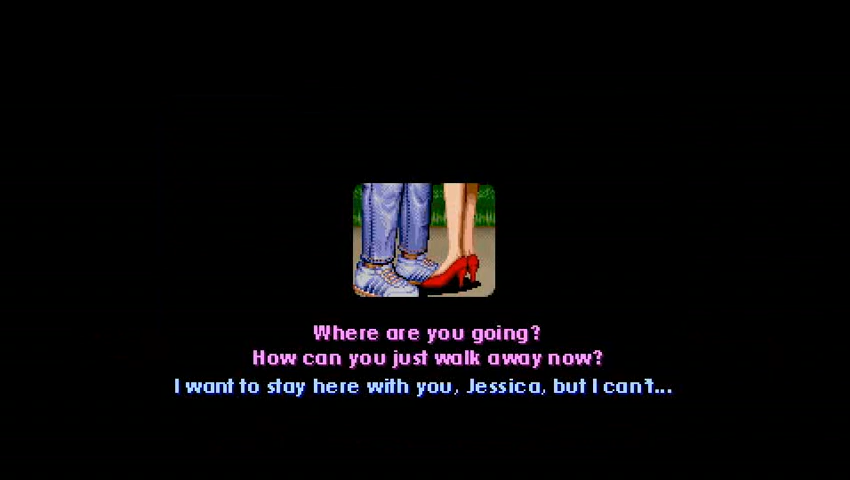 Where are you going?
How can you just walk away now?
I want to stay here with you, Jessica, but I can't...